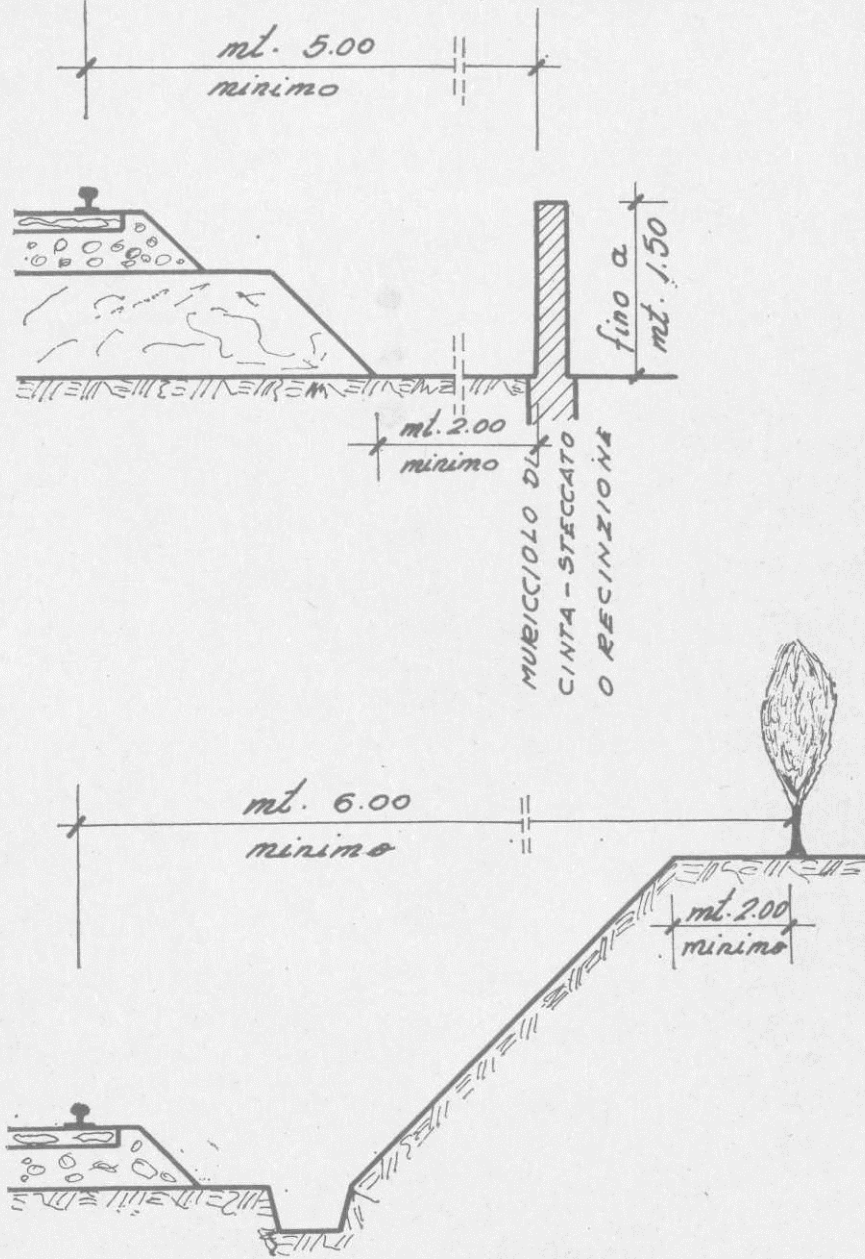 mt. 5.00
minimo
fino a
mt. 1.50
mt. 2.00
minimo
MURICCIOLO DI
CINTA - STECCATO
O RECINZIONE
mt. 6.00
minimo
mt. 2.00
minimo